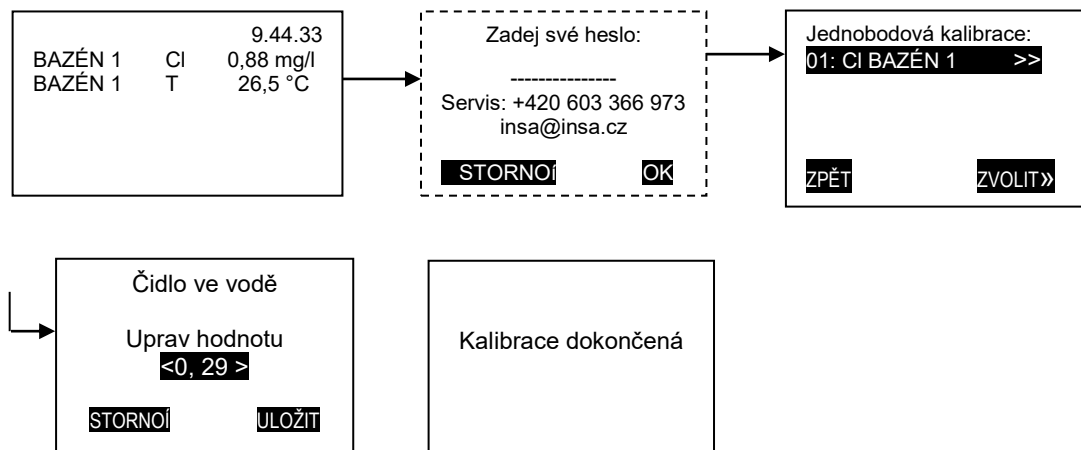 9.44.33
BAZÉN 1 Cl 0,88 mg/l
BAZÉN 1 T 26,5 °C
Zadej své heslo:
---------------
Servis: +420 603 366 973
insa@insa.cz
STORNOí OK
Jednobodová kalibrace:
01: Cl BAZÉN 1 >>
ZPĚT ZVOLIT»
Čidlo ve vodě
Uprav hodnotu
<0, 29 >
STORNOÍ ULOŽIT
Kalibrace dokončená